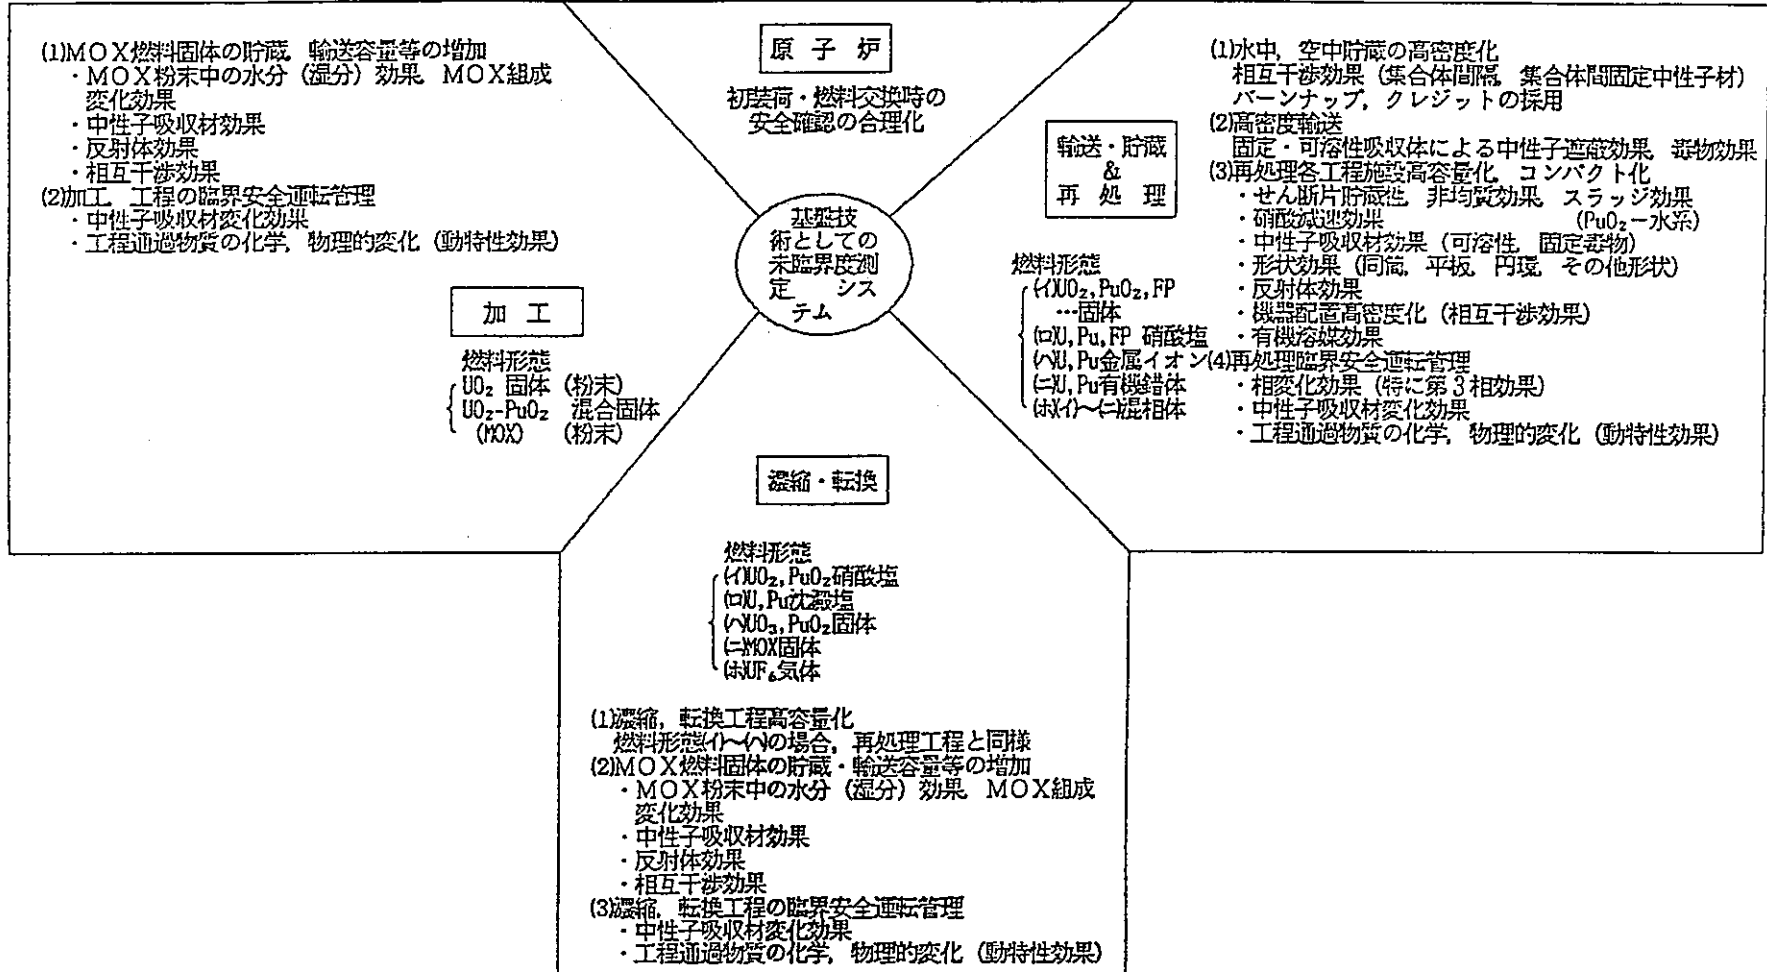 (1)MOX燃料固体の貯蔵,輸送容量等の増加
・MOX粉末中の水分(湿分)効果,MOX組成
変化効果
・中性子吸収材効果
・反射体効果
・相互干渉効果
(2)加工,工程の臨界安全運転管理
・中性子吸収材変化効果
・工程通過物質の化学,物理的変化(動特性効果)
加工
燃料形態
UO₂ 固体(粉末)
UO₂-PuO₂ 混合固体
(MOX) (粉末)
原子炉
初装荷・燃料交換時の
安全確認の合理化
基盤技
術としての
未臨界度測
定 シス
テム
輸送・貯蔵
&
再処理
燃料形態
(イ)UO₂,PuO₂,FP
…固体
(ロ)U,Pu,FP 硝酸塩
(ハ)U,Pu金属イオン
(ニ)U,Pu有機錯体
(ホ)(イ)~(ニ)混相体
(1)水中,空中貯蔵の高密度化
相互干渉効果(集合体間隔,集合体間固定中性子材)
バーンナップ,クレジットの採用
(2)高密度輸送
固定・可溶性吸収体による中性子遮蔽効果,毒物効果
(3)再処理各工程施設高容量化,コンパクト化
・せん断片貯蔵性,非均質効果,スラッジ効果
・硝酸減速効果 (PuO₂-水系)
・中性子吸収材効果(可溶性,固定毒物)
・形状効果(同筒,平板,円環,その他形状)
・反射体効果
・機器配置高密度化(相互干渉効果)
・有機溶媒効果
(4)再処理臨界安全運転管理
・相変化効果(特に第3相効果)
・中性子吸収材変化効果
・工程通過物質の化学,物理的変化(動特性効果)
濃縮・転換
燃料形態
(イ)UO₂,PuO₂硝酸塩
(ロ)U,Pu沈澱塩
(ハ)UO₃,PuO₂固体
(ニ)MOX固体
(ホ)UF₆気体
(1)濃縮,転換工程高容量化
燃料形態(イ)~(ハ)の場合,再処理工程と同様
(2)MOX燃料固体の貯蔵・輸送容量等の増加
・MOX粉末中の水分(湿分)効果,MOX組成
変化効果
・中性子吸収材効果
・反射体効果
・相互干渉効果
(3)濃縮,転換工程の臨界安全運転管理
・中性子吸収材変化効果
・工程通過物質の化学,物理的変化(動特性効果)